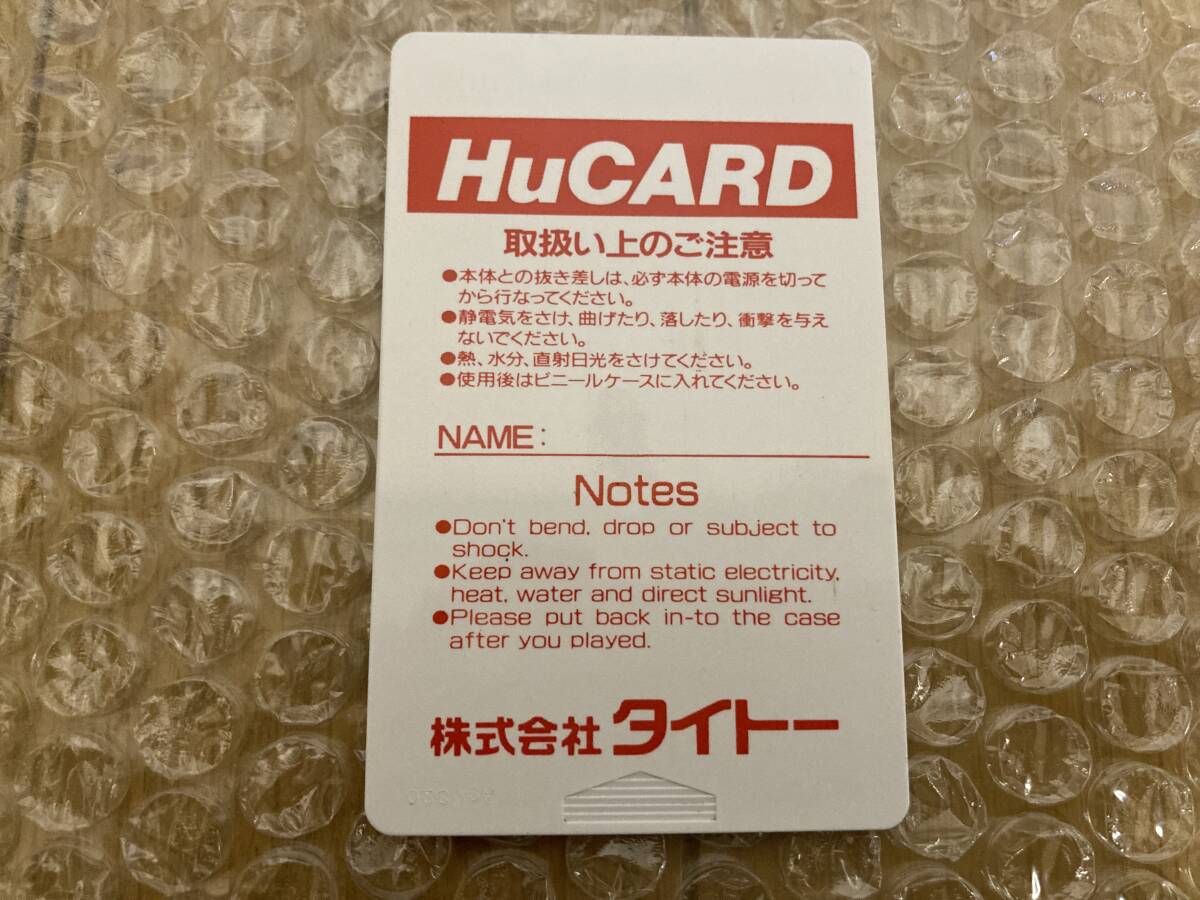 HuCARD
取扱い上のご注意
●本体との抜き差しは、必ず本体の電源を切って
から行なってください。
●静電気をさけ、曲げたり、落したり、衝撃を与え
ないでください。
●熱、水分、直射日光をさけてください。
●使用後はビニールケースに入れてください。
NAME:
Notes
●Don't bend, drop or subject to
shock.
●Keep away from static electricity,
heat, water and direct sunlight.
●Please put back in-to the case
after you played.
株式会社 タイトー